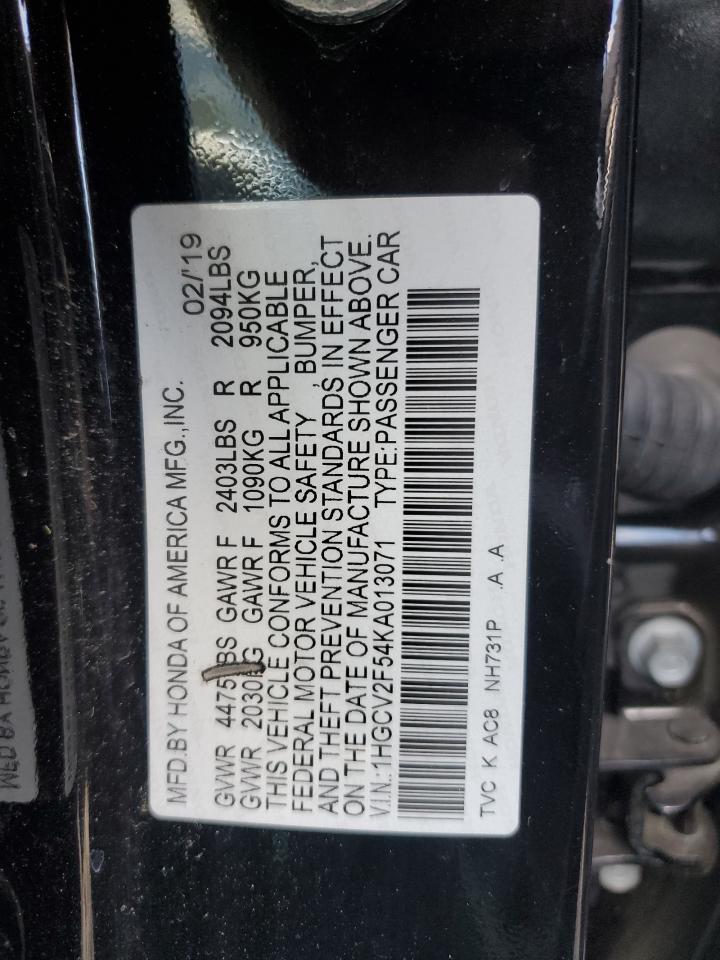 MFD.BY HONDA OF AMERICA MFG.,INC. 02/'19
GVWR 4475LBS GAWR F 2403LBS R 2094LBS
GVWR 2030KG GAWR F 1090KG R 950KG
THIS VEHICLE CONFORMS TO ALL APPLICABLE
FEDERAL MOTOR VEHICLE SAFETY , BUMPER,
AND THEFT PREVENTION STANDARDS IN EFFECT
ON THE DATE OF MANUFACTURE SHOWN ABOVE.
V.I.N.:1HGCV2F54KA013071 TYPE:PASSENGER CAR
TVC K AC8 NH731P .A .A